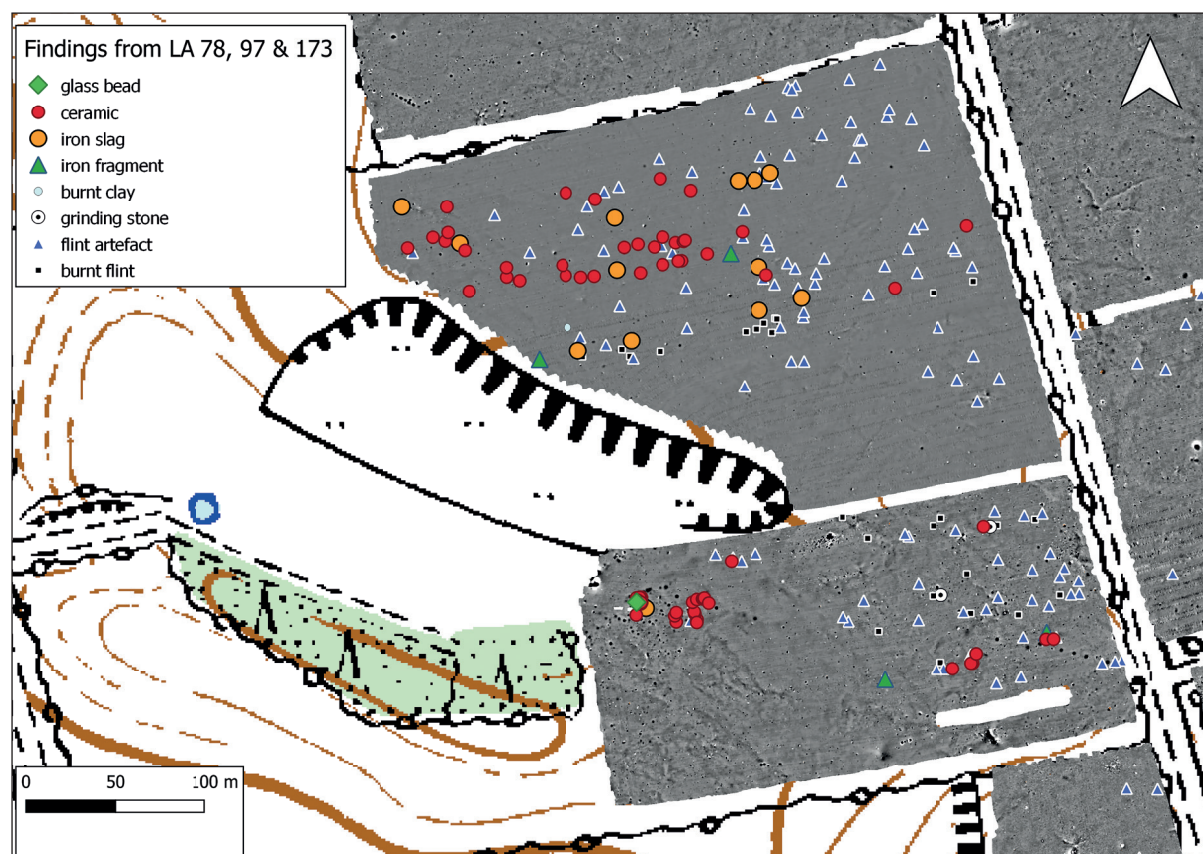 Findings from LA 78, 97 & 173
glass bead
ceramic
iron slag
iron fragment
burnt clay
grinding stone
flint artefact
burnt flint
0 50 100 m